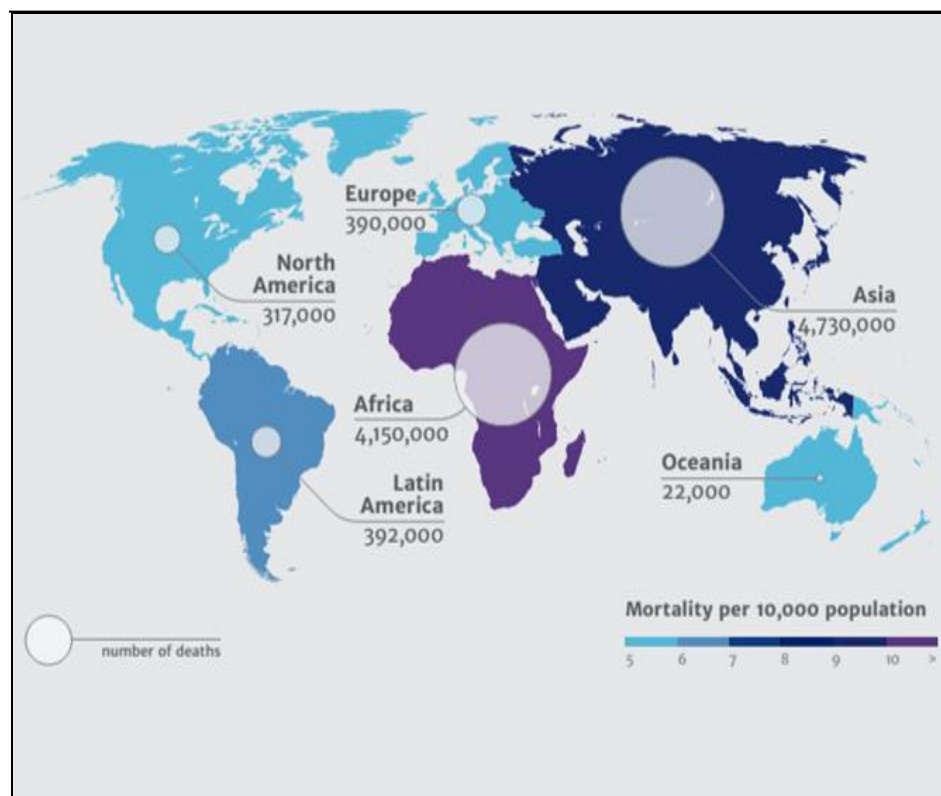 Europe
390,000
North
America
317,000
Asia
4,730,000
Africa
4,150,000
Latin
America
392,000
Oceania
22,000
number of deaths
Mortality per 10,000 population
5 6 7 8 9 10 >